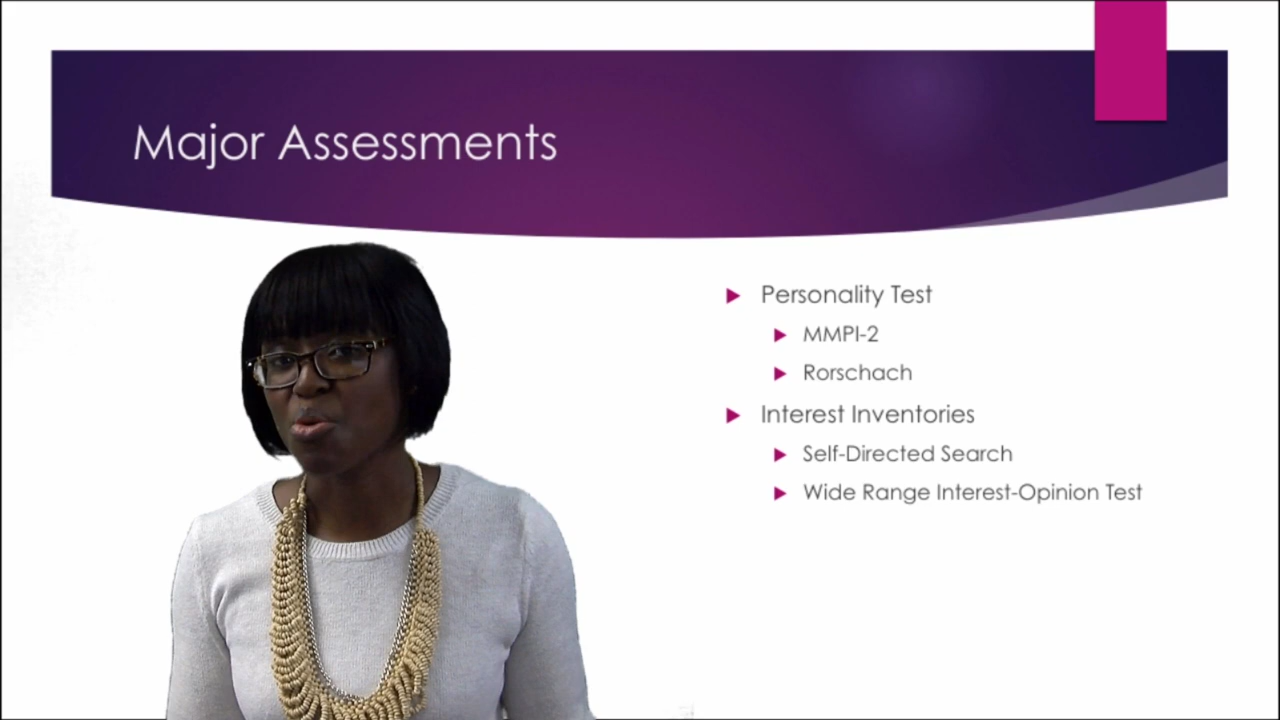 Major Assessments
Personality Test
MMPI-2
Rorschach
Interest Inventories
Self-Directed Search
Wide Range Interest-Opinion Test